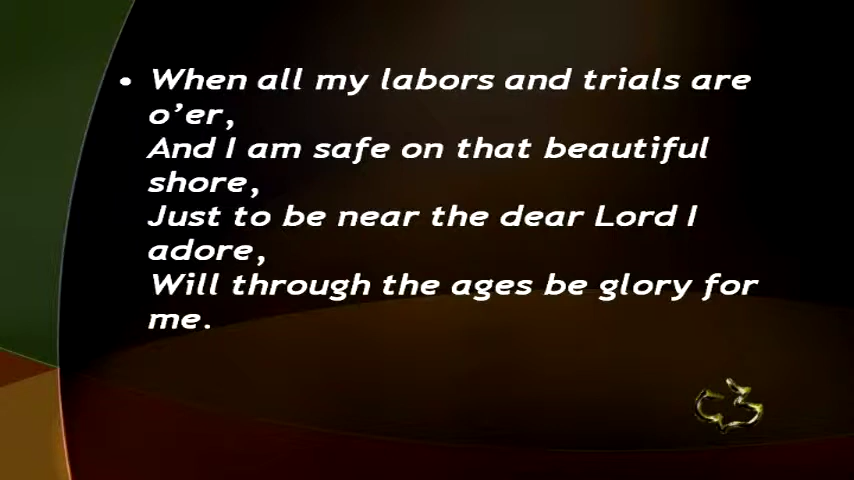 • When all my labors and trials are
o’er,
And I am safe on that beautiful
shore,
Just to be near the dear Lord I
adore,
Will through the ages be glory for
me.